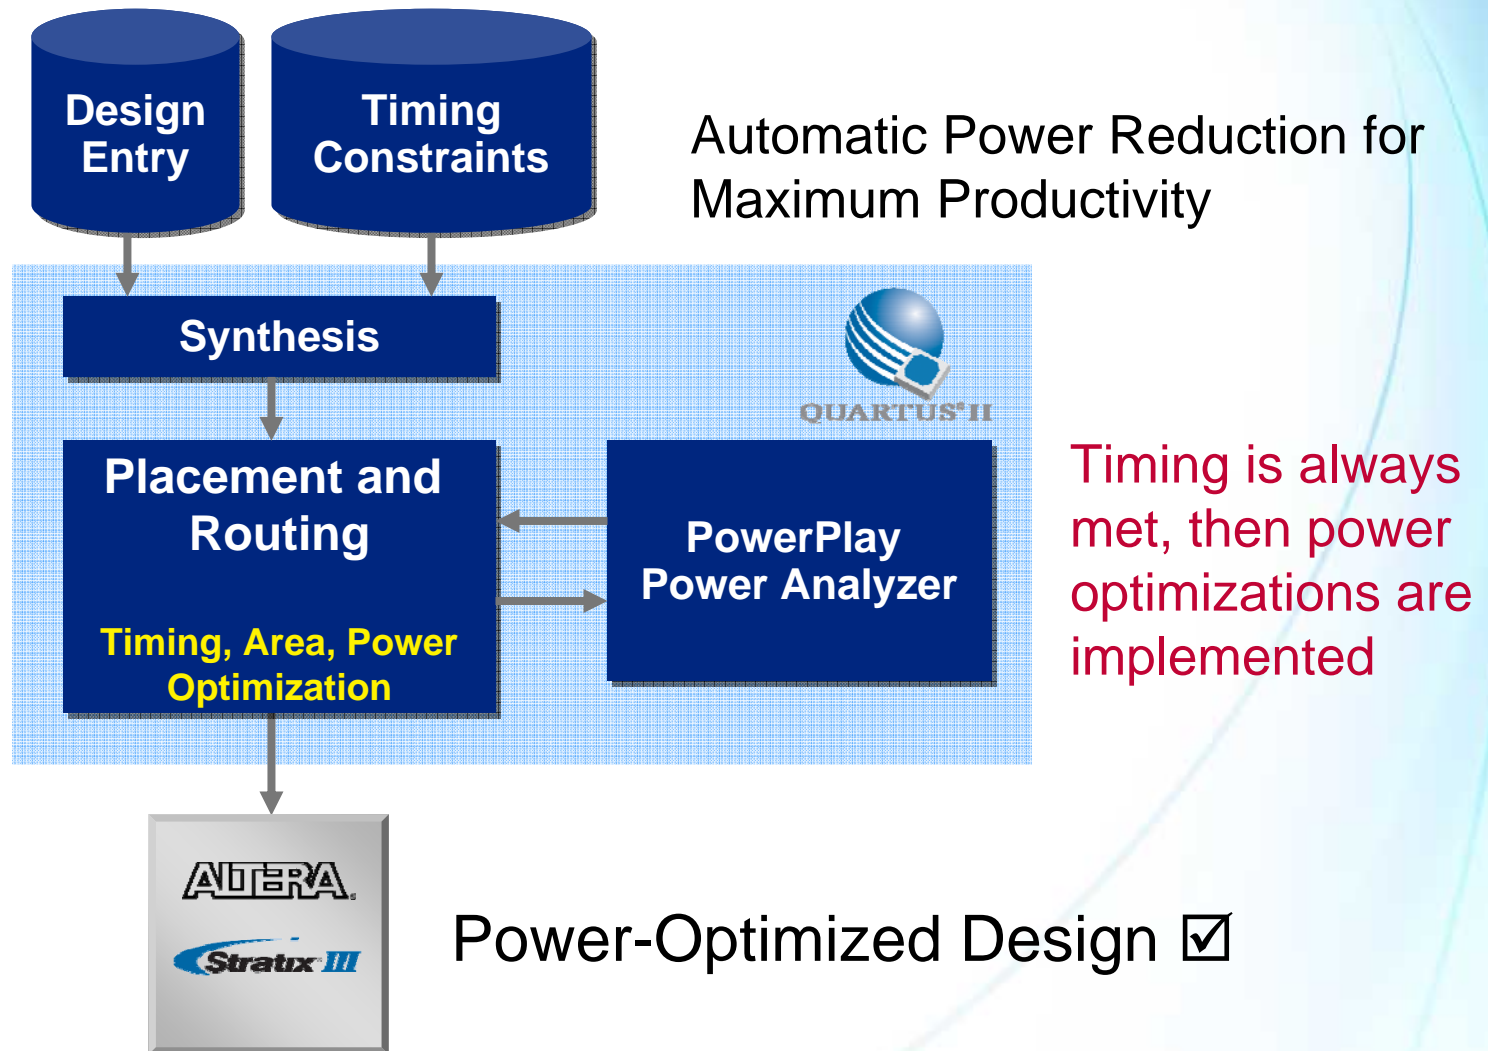 Design
Entry
Timing
Constraints
Automatic Power Reduction for
Maximum Productivity
Synthesis
QUARTUS® II
Placement and
Routing
Timing, Area, Power
Optimization
PowerPlay
Power Analyzer
Timing is always
met, then power
optimizations are
implemented
ALTERA®
Stratix III
Power-Optimized Design ☑